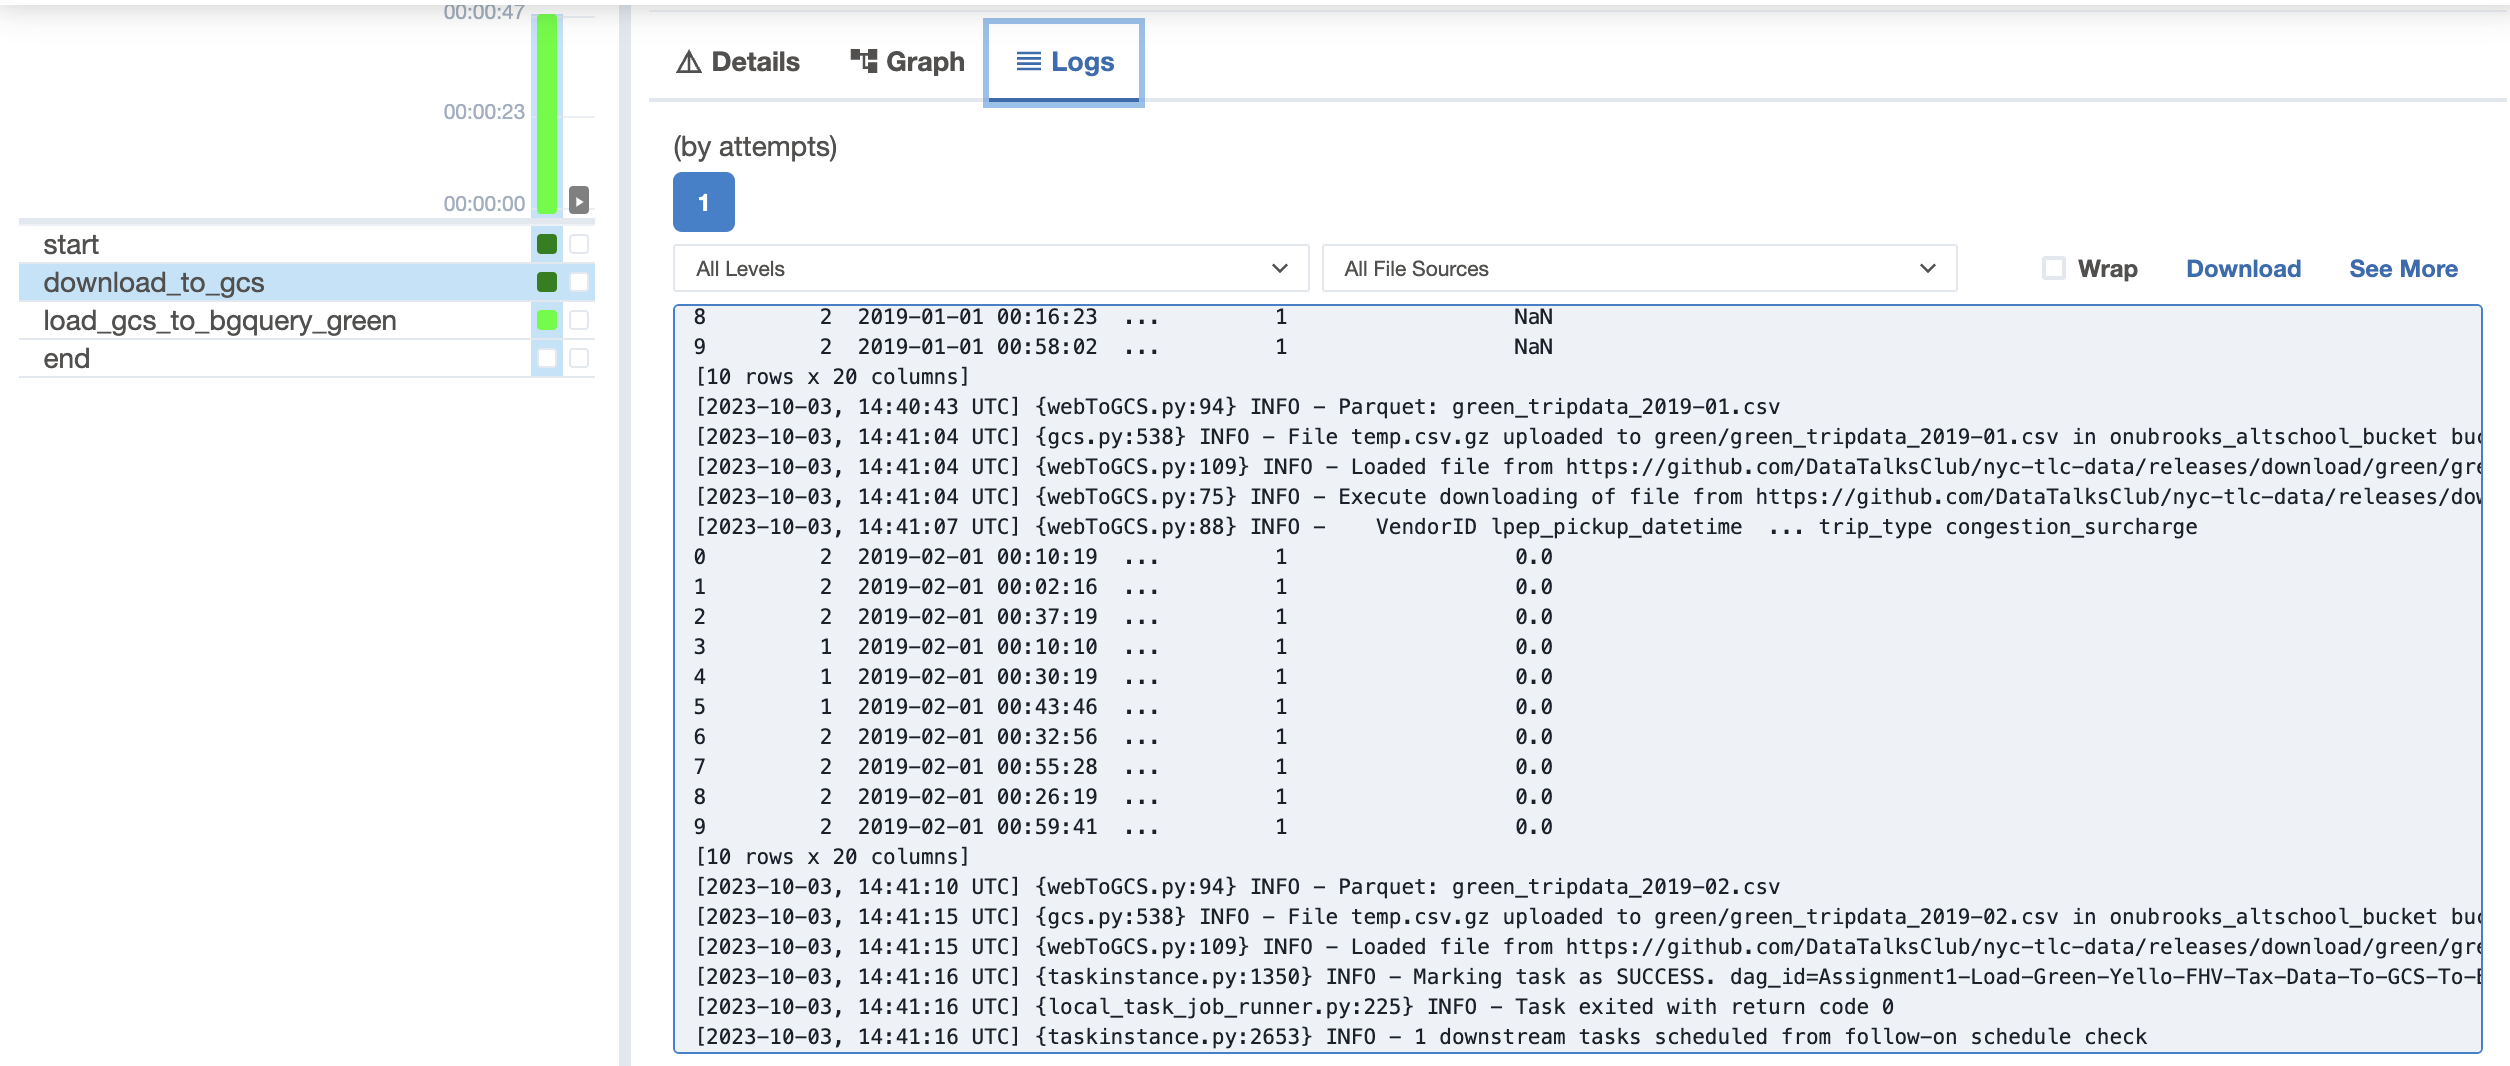 00:00:47
00:00:23
00:00:00
start
download_to_gcs
load_gcs_to_bgquery_green
end
Details Graph Logs
(by attempts)
1
All Levels All File Sources Wrap Download See More
8 2 2019-01-01 00:16:23 ... 1 NaN
9 2 2019-01-01 00:58:02 ... 1 NaN
[10 rows x 20 columns]
[2023-10-03, 14:40:43 UTC] {webToGCS.py:94} INFO - Parquet: green_tripdata_2019-01.csv
[2023-10-03, 14:41:04 UTC] {gcs.py:538} INFO - File temp.csv.gz uploaded to green/green_tripdata_2019-01.csv in onubrooks_altschool_bucket
[2023-10-03, 14:41:04 UTC] {webToGCS.py:109} INFO - Loaded file from https://github.com/DataTalksClub/nyc-tlc-data/releases/download/green/gre
[2023-10-03, 14:41:04 UTC] {webToGCS.py:75} INFO - Execute downloading of file from https://github.com/DataTalksClub/nyc-tlc-data/releases/dow
[2023-10-03, 14:41:07 UTC] {webToGCS.py:88} INFO - VendorID lpep_pickup_datetime ... trip_type congestion_surcharge
0 2 2019-02-01 00:10:19 ... 1 0.0
1 2 2019-02-01 00:02:16 ... 1 0.0
2 2 2019-02-01 00:37:19 ... 1 0.0
3 1 2019-02-01 00:10:10 ... 1 0.0
4 1 2019-02-01 00:30:19 ... 1 0.0
5 1 2019-02-01 00:43:46 ... 1 0.0
6 2 2019-02-01 00:32:56 ... 1 0.0
7 2 2019-02-01 00:55:28 ... 1 0.0
8 2 2019-02-01 00:26:19 ... 1 0.0
9 2 2019-02-01 00:59:41 ... 1 0.0
[10 rows x 20 columns]
[2023-10-03, 14:41:10 UTC] {webToGCS.py:94} INFO - Parquet: green_tripdata_2019-02.csv
[2023-10-03, 14:41:15 UTC] {gcs.py:538} INFO - File temp.csv.gz uploaded to green/green_tripdata_2019-02.csv in onubrooks_altschool_bucket
[2023-10-03, 14:41:15 UTC] {webToGCS.py:109} INFO - Loaded file from https://github.com/DataTalksClub/nyc-tlc-data/releases/download/green/gre
[2023-10-03, 14:41:16 UTC] {taskinstance.py:1350} INFO - Marking task as SUCCESS. dag_id=Assignment1-Load-Green-Yello-FHV-Tax-Data-To-GCS-To-
[2023-10-03, 14:41:16 UTC] {local_task_job_runner.py:225} INFO - Task exited with return code 0
[2023-10-03, 14:41:16 UTC] {taskinstance.py:2653} INFO - 1 downstream tasks scheduled from follow-on schedule check